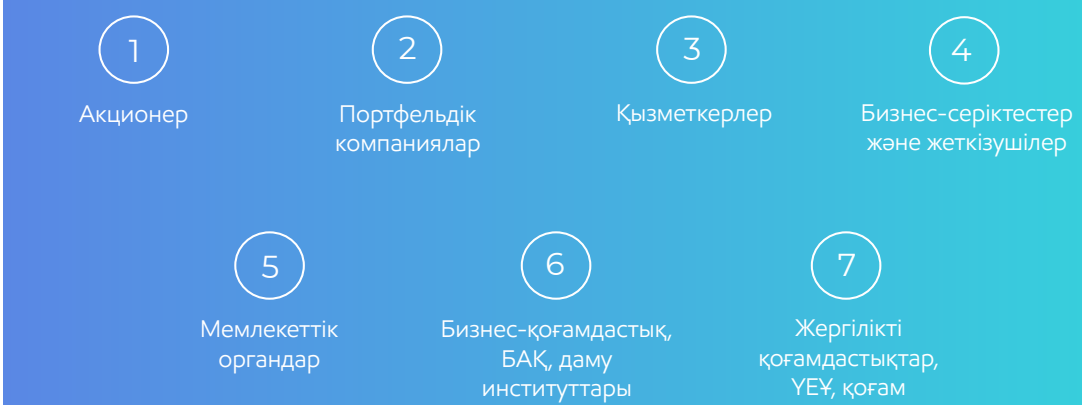 1
Акционер
2
Портфельдік
компаниялар
3
Қызметкерлер
4
Бизнес-серіктестер
және жеткізушілер
5
Мемлекеттік
органдар
6
Бизнес-қоғамдастық,
БАҚ, даму
институттары
7
Жергілікті
қоғамдастықтар,
ҮЕҰ, қоғам